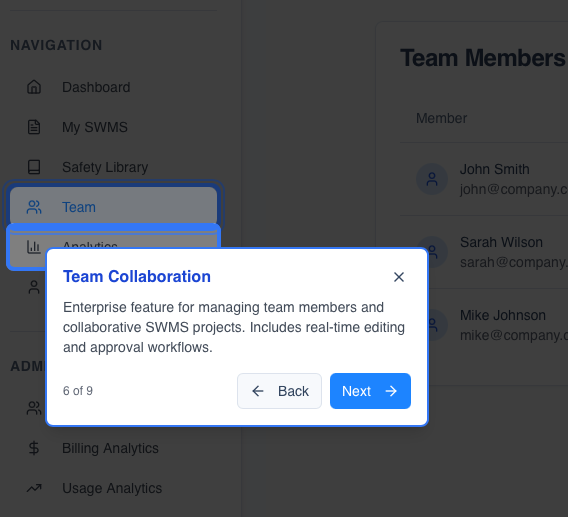 NAVIGATION
Dashboard
My SWMS
Safety Library
Team
Analytics
Team Collaboration
Enterprise feature for managing team members and
collaborative SWMS projects. Includes real-time editing
and approval workflows.
6 of 9
Back
Next
ADM
Billing Analytics
Usage Analytics
Team Members
Member
John Smith
john@company.c
Sarah Wilson
sarah@company.
Mike Johnson
mike@company.c